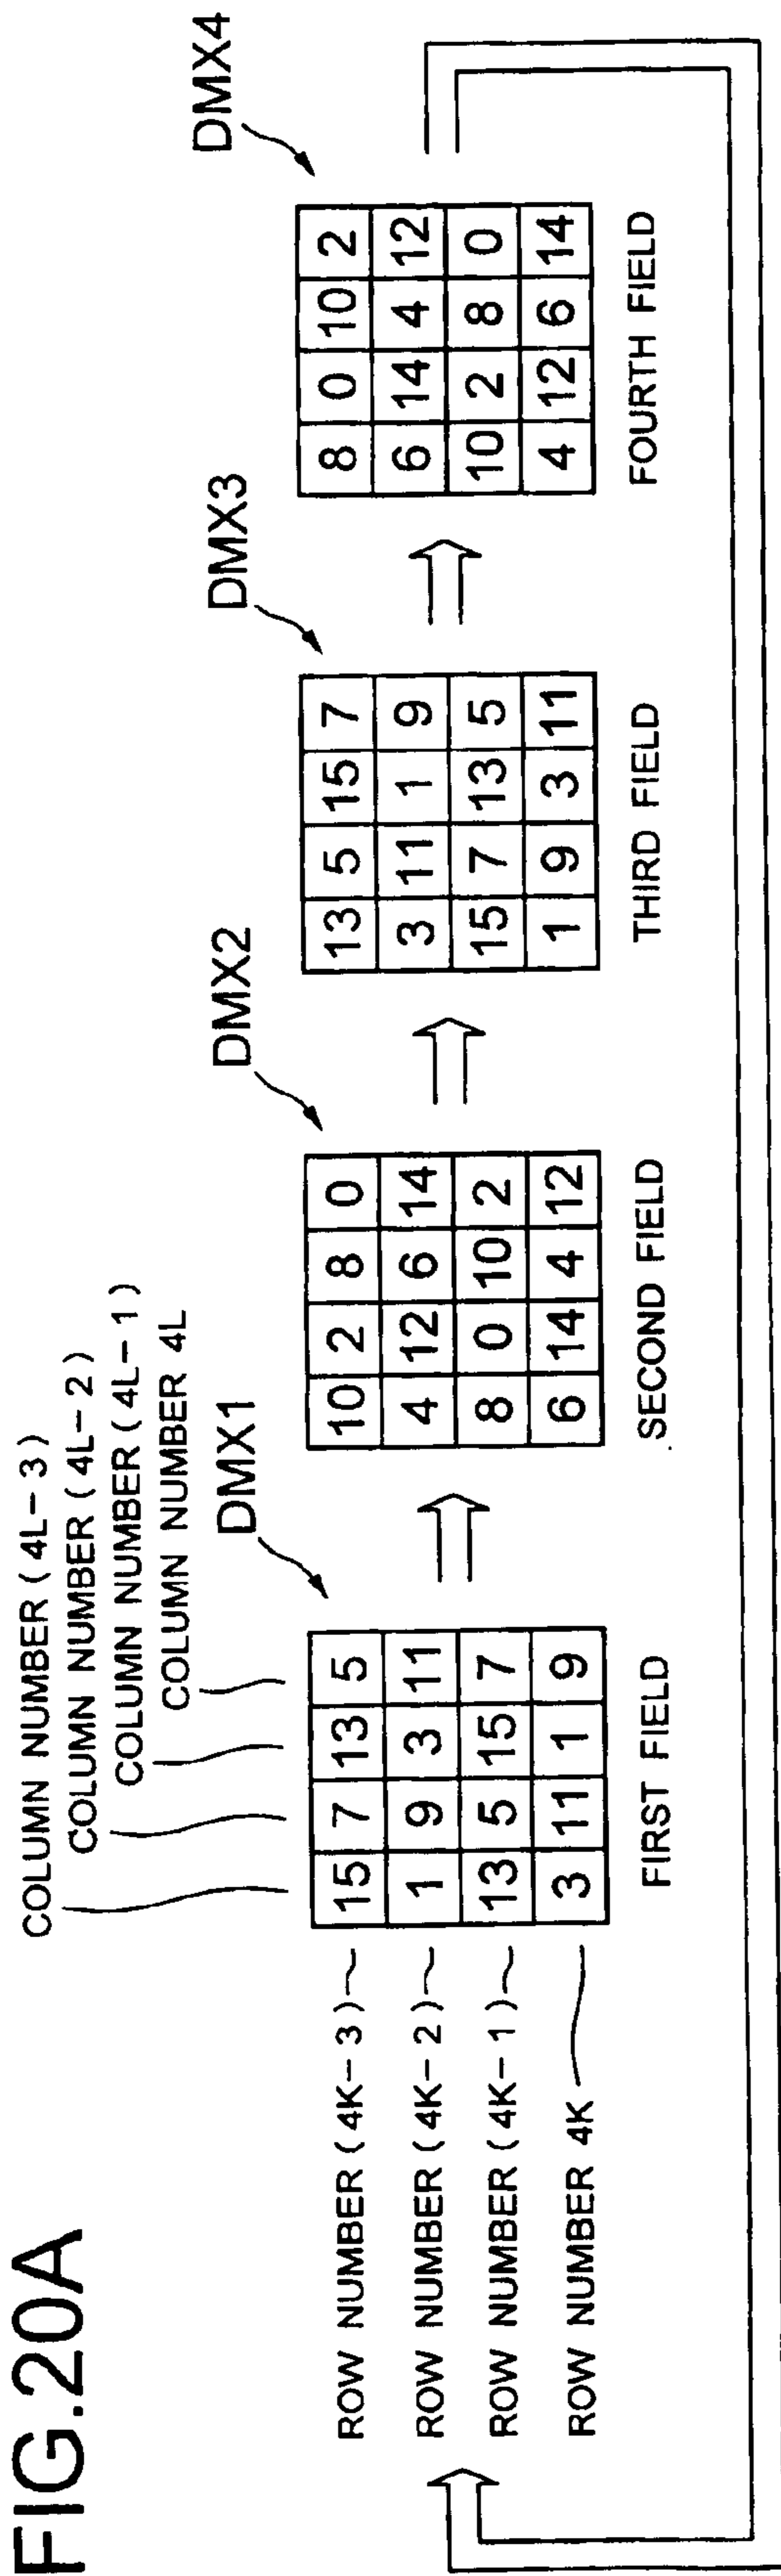 FIG.20A
COLUMN NUMBER (4L-3)
COLUMN NUMBER (4L-2)
COLUMN NUMBER (4L-1)
COLUMN NUMBER 4L
DMX1
DMX2
DMX3
DMX4
ROW NUMBER (4K-3)
ROW NUMBER (4K-2)
ROW NUMBER (4K-1)
ROW NUMBER 4K
15 7 13 5
1 9 3 11
13 5 15 7
3 11 1 9
FIRST FIELD
10 2 8 0
4 12 6 14
8 0 10 2
6 14 4 12
SECOND FIELD
13 5 15 7
3 11 1 9
15 7 13 5
1 9 3 11
THIRD FIELD
8 0 10 2
6 14 4 12
10 2 8 0
4 12 6 14
FOURTH FIELD